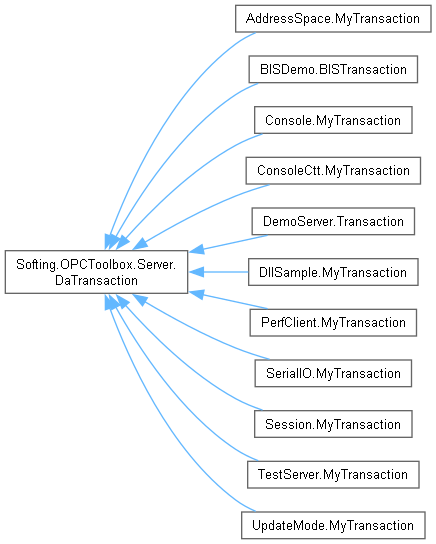 AddressSpace.MyTransaction
BISDemo.BISTransaction
Console.MyTransaction
ConsoleCtt.MyTransaction
DemoServer.Transaction
Softing.OPCToolbox.Server.
DaTransaction
DllSample.MyTransaction
PerfClient.MyTransaction
SerialIO.MyTransaction
Session.MyTransaction
TestServer.MyTransaction
UpdateMode.MyTransaction